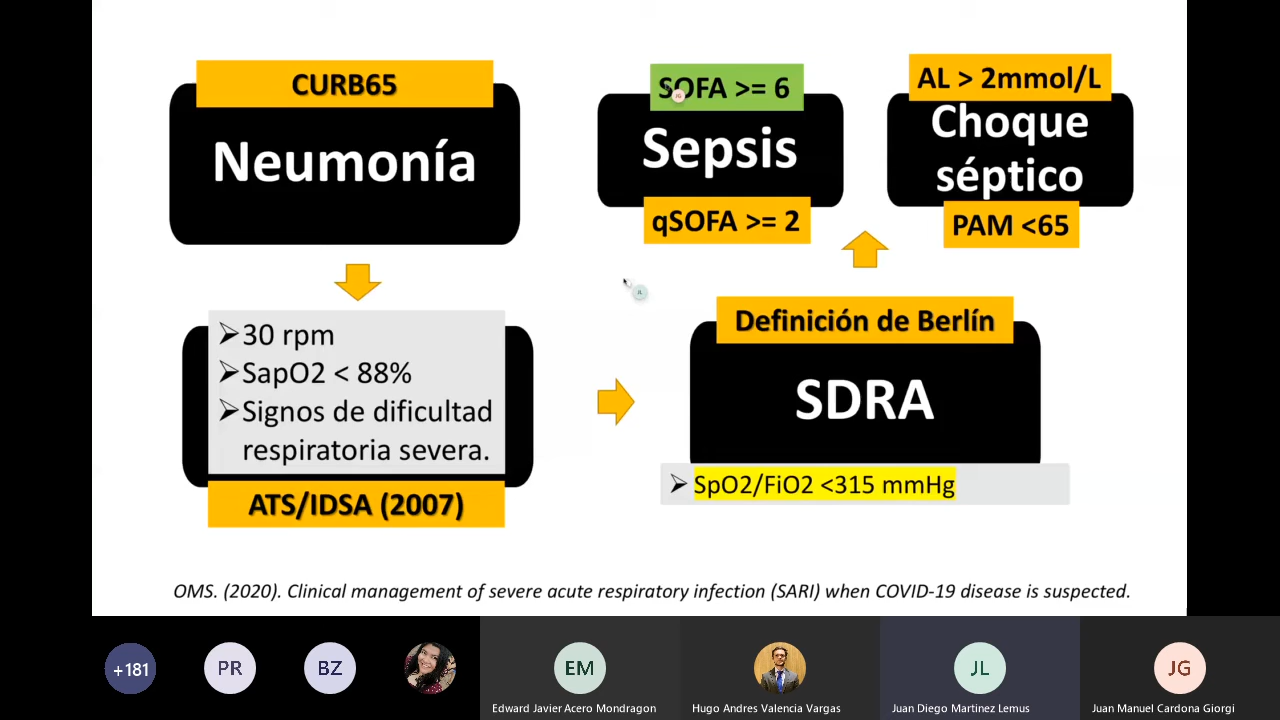 CURB65
Neumonía
30 rpm
SapO2 < 88%
Signos de dificultad
respiratoria severa.
ATS/IDSA (2007)
SOFA >= 6
JG
Sepsis
qSOFA >= 2
AL > 2mmol/L
Choque
séptico
PAM <65
JL
Definición de Berlín
SDRA
SpO2/FiO2 <315 mmHg
OMS. (2020). Clinical management of severe acute respiratory infection (SARI) when COVID-19 disease is suspected.
+181
PR
BZ
EM
Edward Javier Acero Mondragon
Hugo Andres Valencia Vargas
JL
Juan Diego Martinez Lemus
JG
Juan Manuel Cardona Giorgi